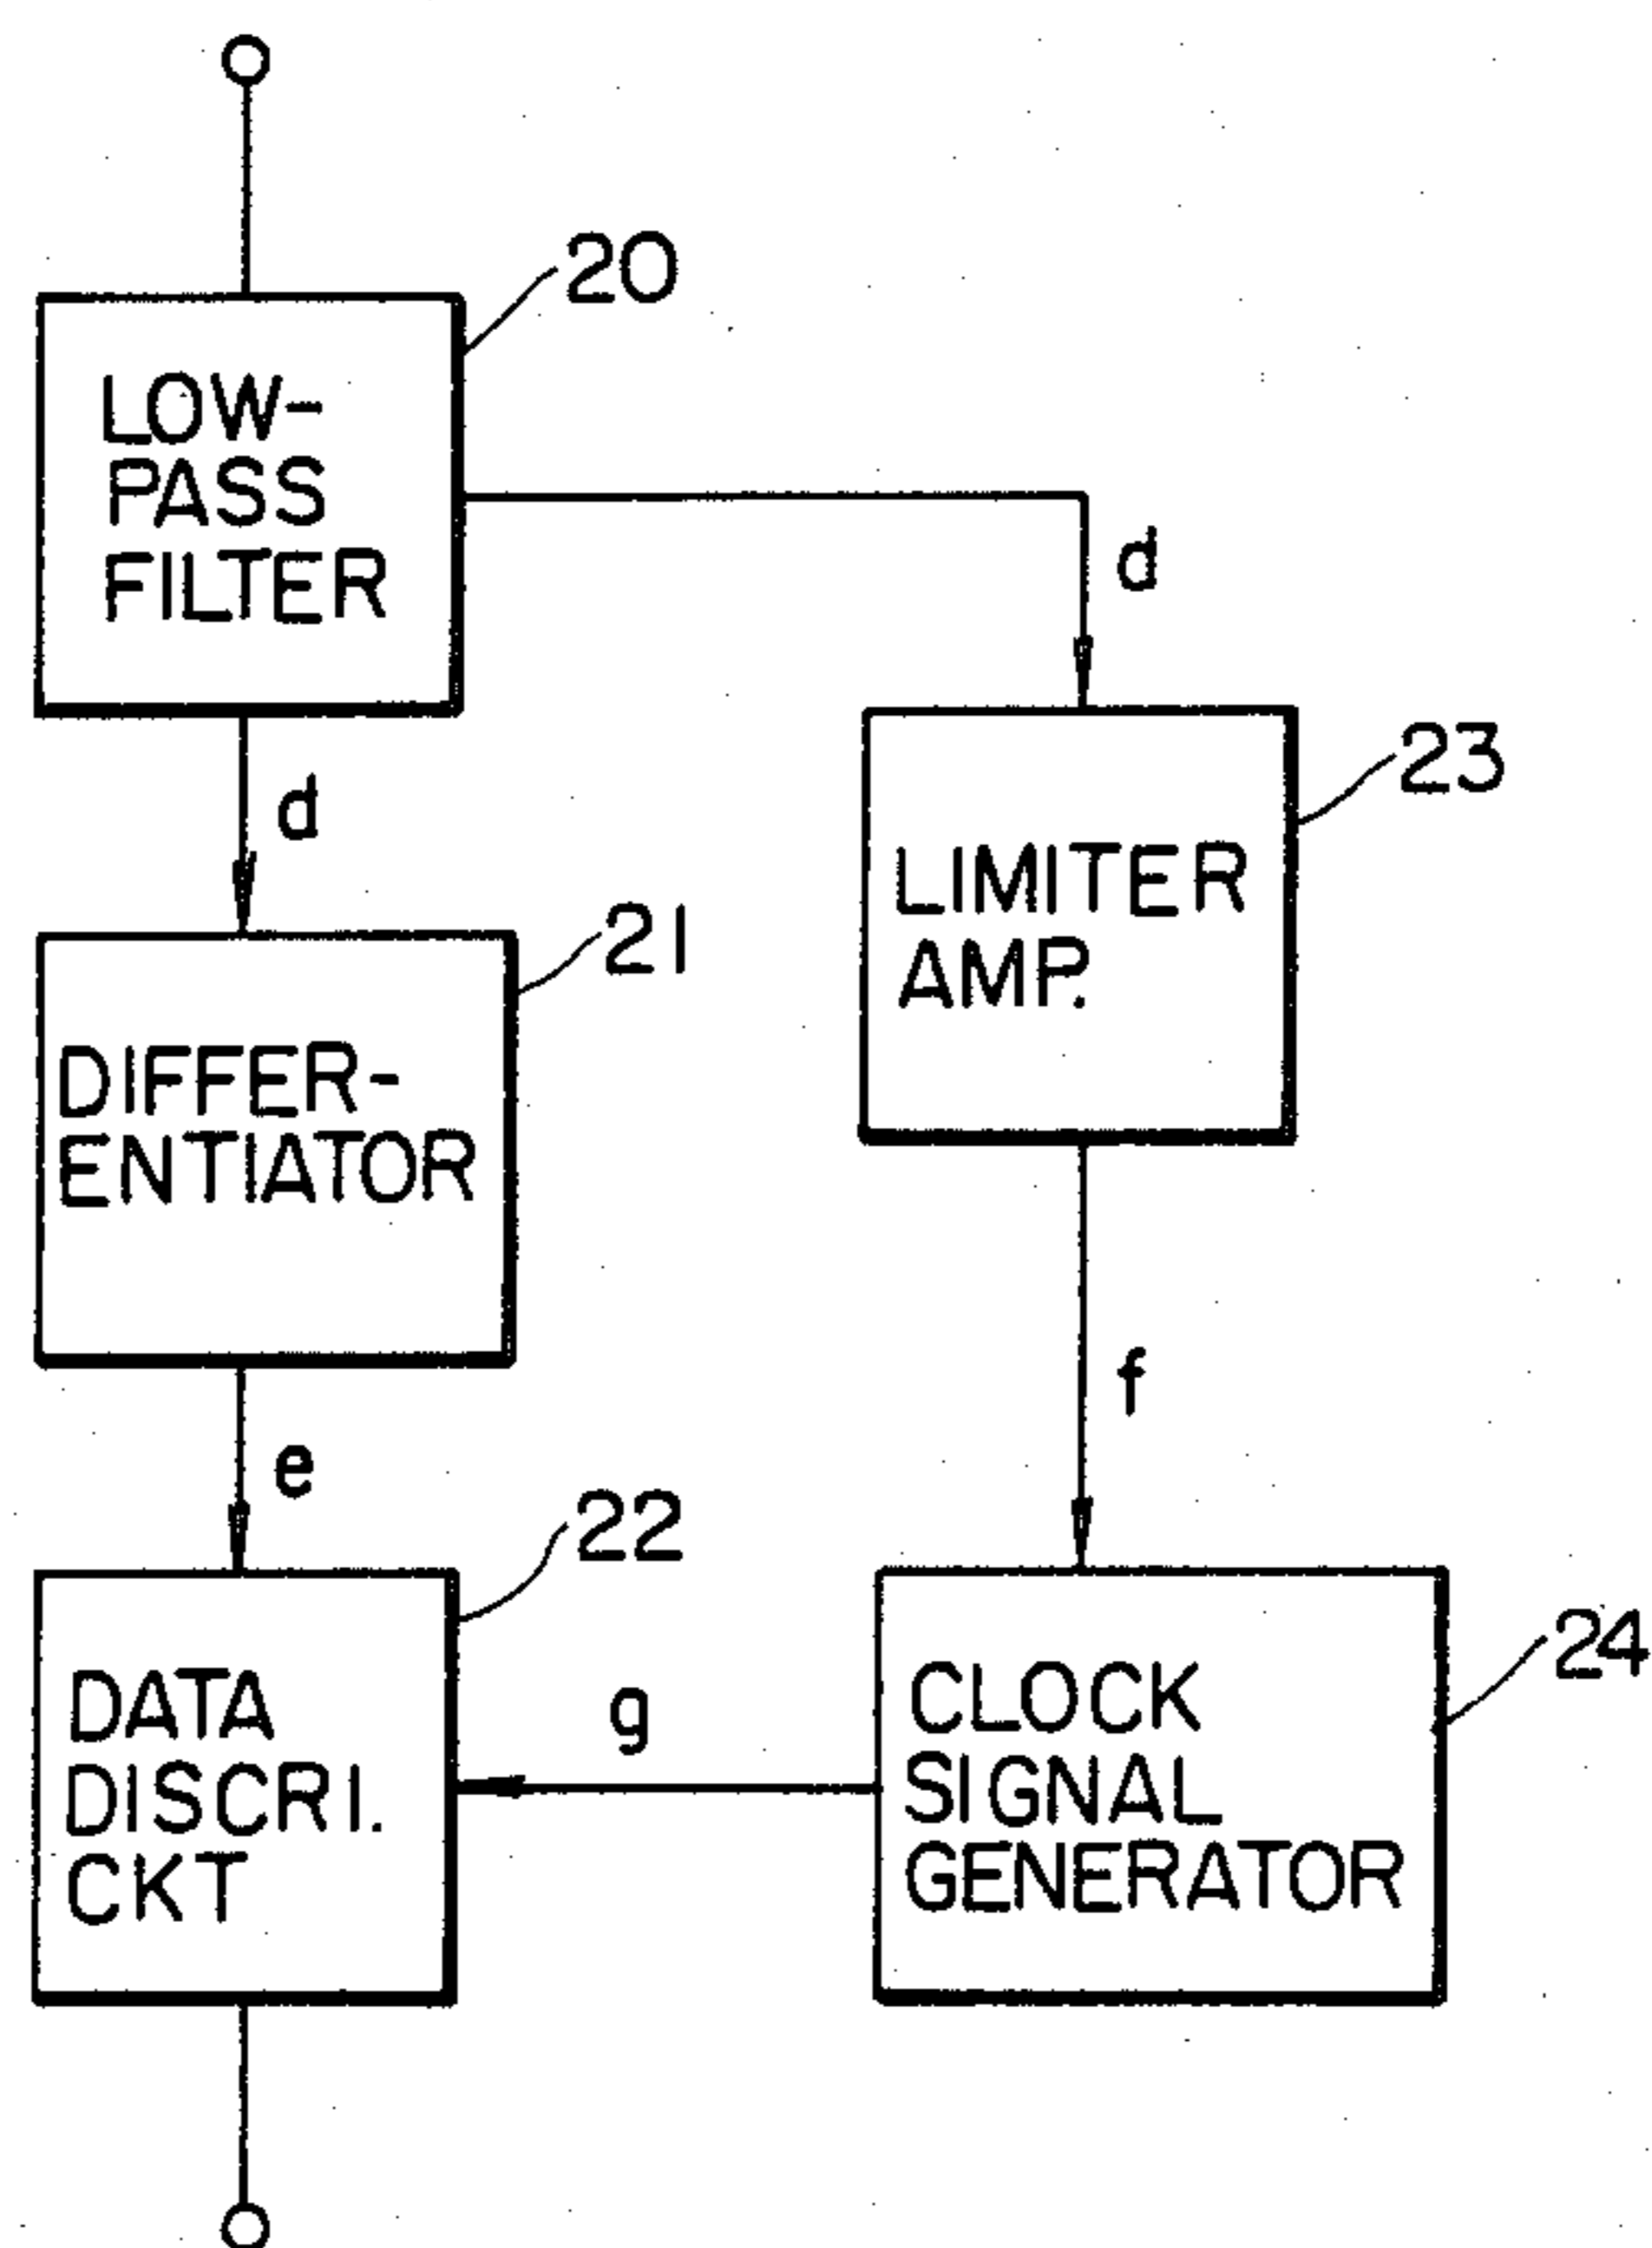 20
LOW-
PASS
FILTER
d
d
23
LIMITER
AMP.
21
DIFFER-
ENTIATOR
f
e
22
24
DATA
DISCRI.
CKT
g
CLOCK
SIGNAL
GENERATOR